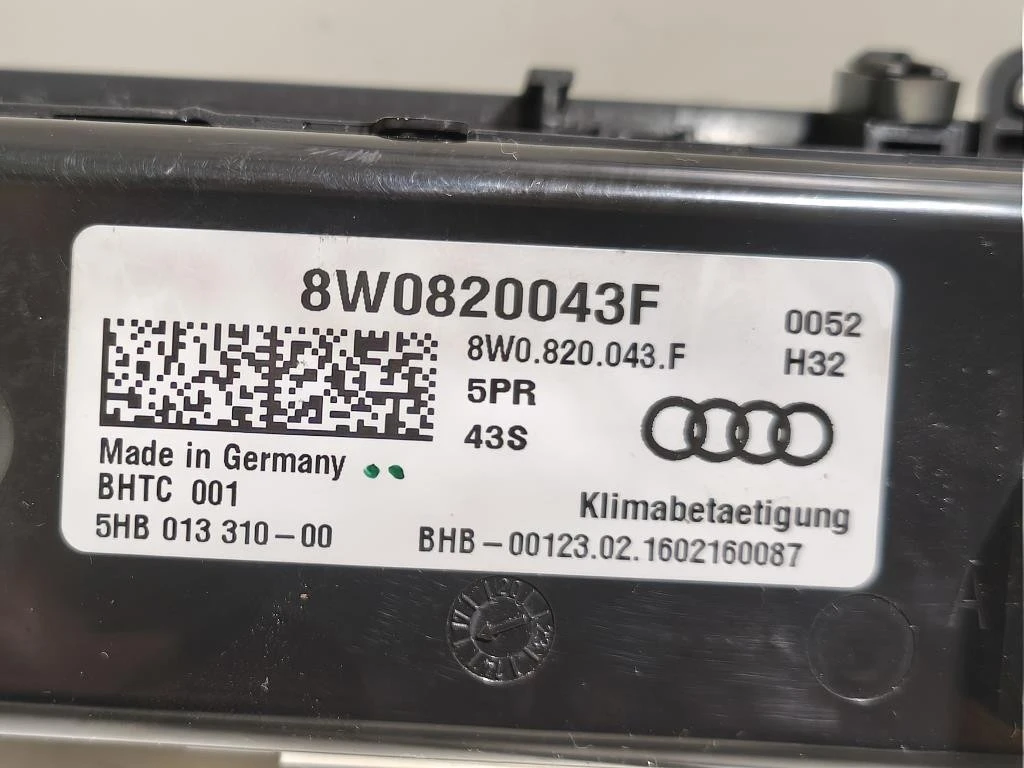 8W0820043F
0052
8W0.820.043.F
H32
5PR
43S
Made in Germany
BHTC 001
Klimabetaetigung
5HB 013 310-00
BHB-00123.02.1602160087
A